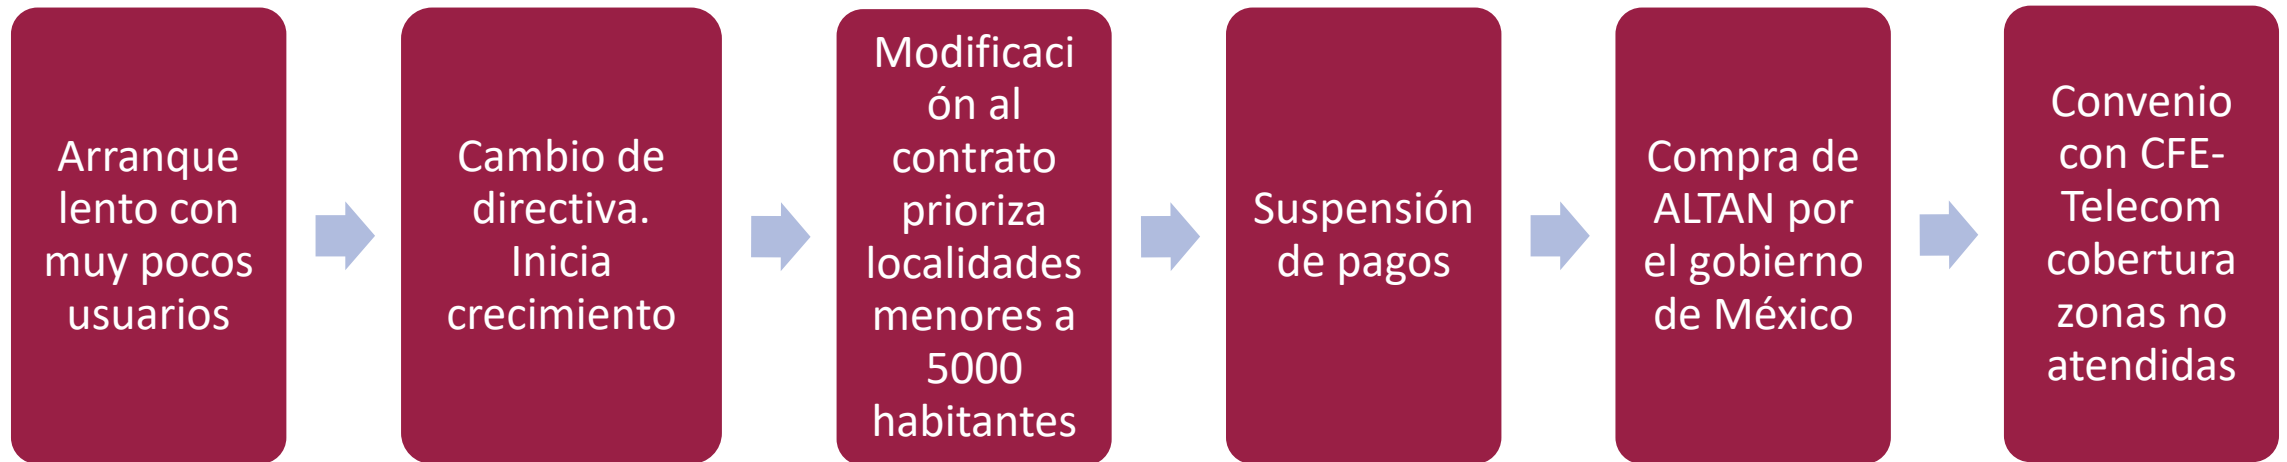 Arranque
lento con
muy pocos
usuarios
Cambio de
directiva.
Inicia
crecimiento
Modificaci
ón al
contrato
prioriza
localidades
menores a
5000
habitantes
Suspensión
de pagos
Compra de
ALTAN por
el gobierno
de México
Convenio
con CFE-
Telecom
cobertura
zonas no
atendidas